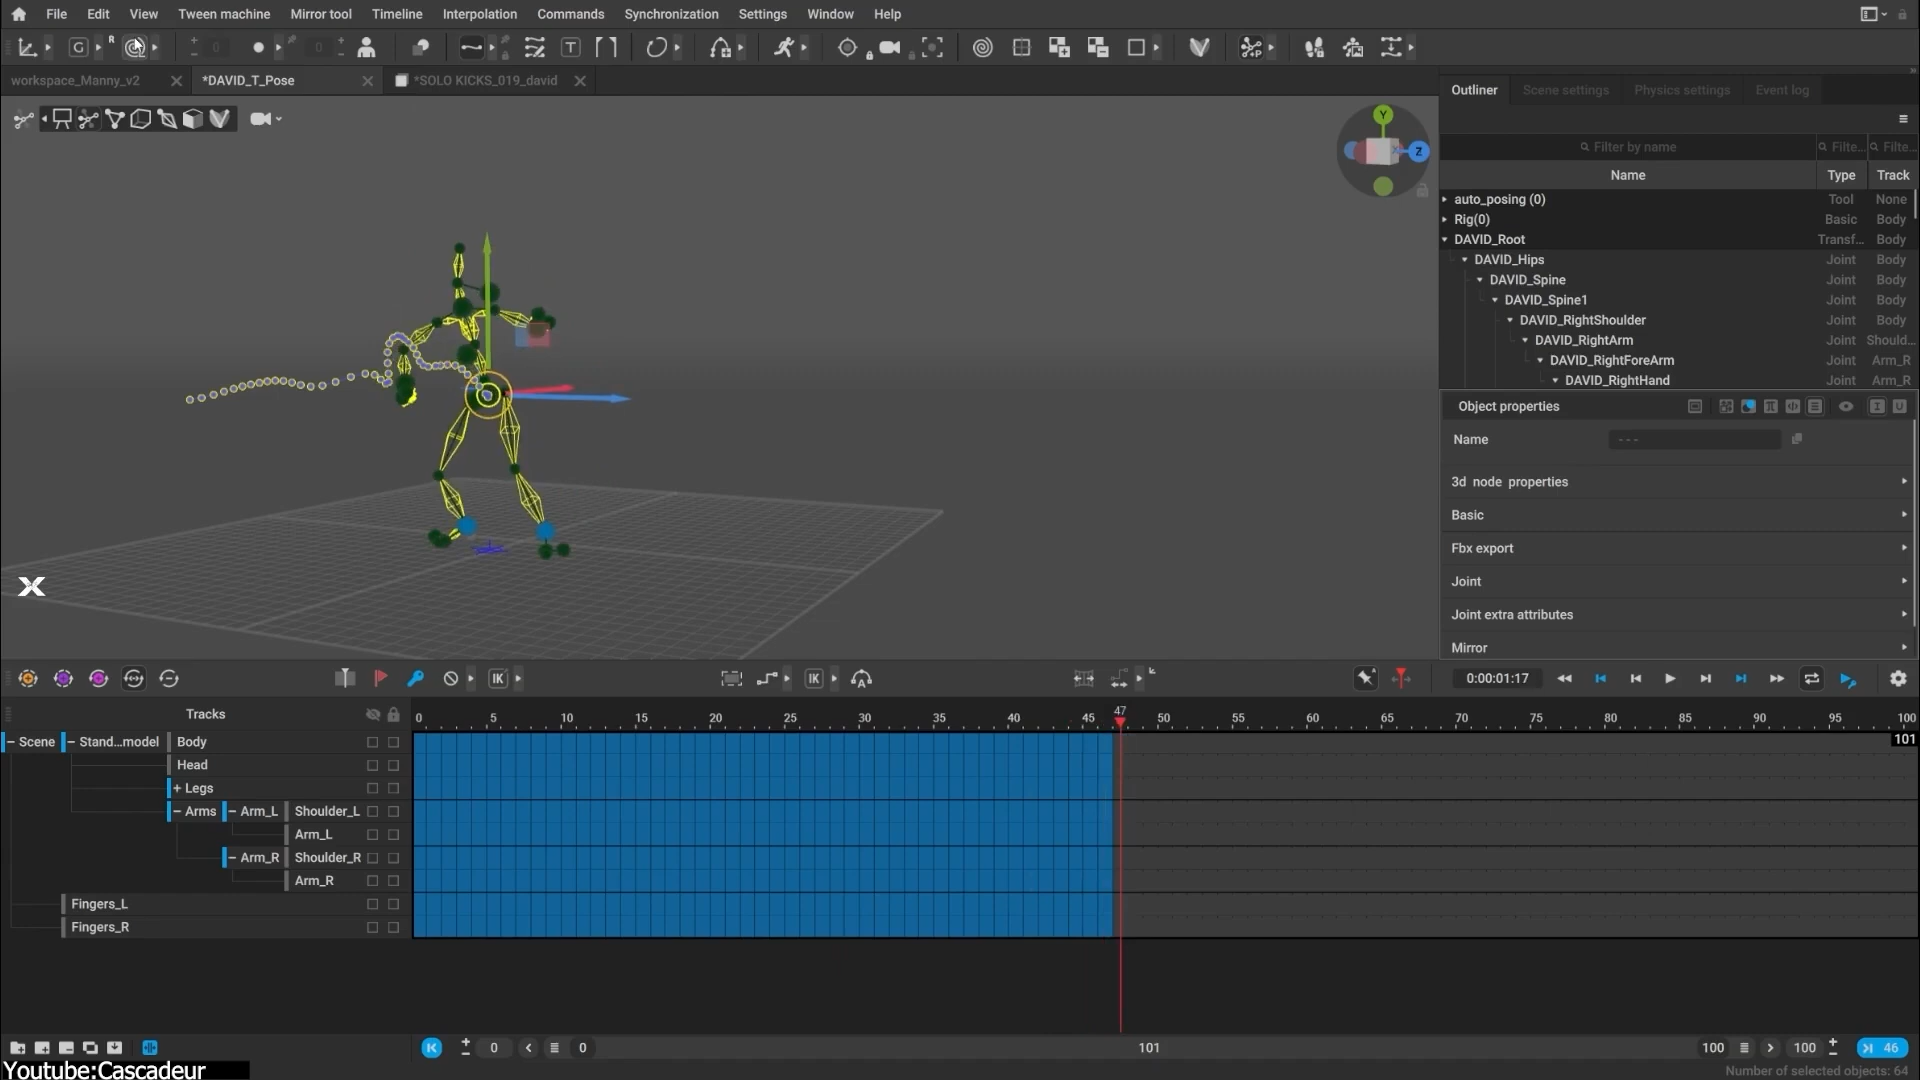 File Edit View Tween machine Mirror tool Timeline Interpolation Commands Synchronization Settings Window Help
G R 0 0 T
workspace_Manny_v2 *DAVID_T_Pose *SOLO KICKS_019_david
Outliner Scene settings Physics settings Event log
Y
X Z
Filter by name Filte... Filte...
Name Type Track
auto_posing (0) Tool None
Rig(0) Basic Body
DAVID_Root Transf... Body
DAVID_Hips Joint Body
DAVID_Spine Joint Body
DAVID_Spine1 Joint Body
DAVID_RightShoulder Joint Body
DAVID_RightArm Joint Should...
DAVID_RightForeArm Joint Arm_R
DAVID_RightHand Joint Arm_R
Object properties
Name ---
3d node properties
Basic
Fbx export
Joint
Joint extra attributes
Mirror
X
IK IK 0:00:01:17
Tracks 0 5 10 15 20 25 30 35 40 45 47 50 55 60 65 70 75 80 85 90 95 100
101
Scene Stand...model Body
Head
+ Legs
Arms Arm_L Shoulder_L
Arm_L
Arm_R Shoulder_R
Arm_R
Fingers_L
Fingers_R
0 0 101 100 100 46
Youtube:Cascadeur
Number of selected objects: 64